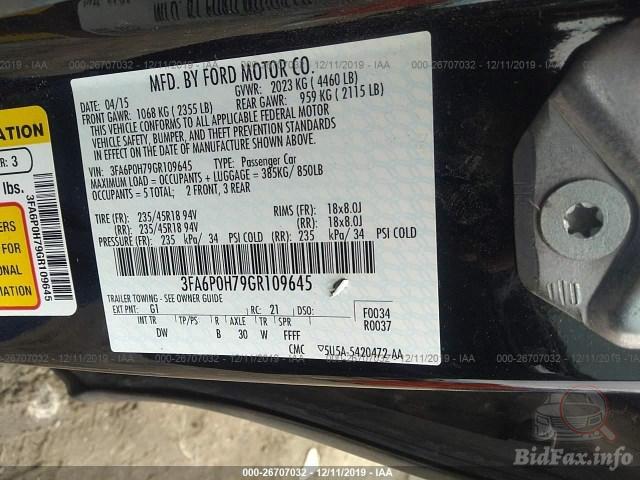 000-26707032 - 12/11/2019 - IAA
MFD. BY FORD MOTOR CO.
DATE: 04/15 GVWR: 2023 KG ( 4460 LB)
FRONT GAWR: 1068 KG ( 2355 LB) REAR GAWR: 959 KG ( 2115 LB)
THIS VEHICLE CONFORMS TO ALL APPLICABLE FEDERAL MOTOR
VEHICLE SAFETY, BUMPER, AND THEFT PREVENTION STANDARDS
IN EFFECT ON THE DATE OF MANUFACTURE SHOWN ABOVE.
VIN: 3FA6P0H79GR109645 TYPE: Passenger Car
MAXIMUM LOAD = OCCUPANTS + LUGGAGE = 385KG/ 850LB
OCCUPANTS = 5 TOTAL; 2 FRONT, 3 REAR
TIRE (FR): 235/45R18 94V RIMS (FR): 18x8.0J
(RR): 235/45R18 94V (RR): 18x8.0J
PRESSURE (FR): 235 kPa/ 34 PSI COLD (RR): 235 kPa/ 34 PSI COLD
3FA6P0H79GR109645
TRAILER TOWING - SEE OWNER GUIDE
EXT PNT: G1 RC: 21 DSO: F0034
R0037
INT TR TP/PS R AXLE TR SPR
DW B 30 W FFFF
CMC 5U5A-5420472-AA
RMATION
R: 3
lbs.
ERS
O
ONAL
MATION
3FA6P0H79GR109645
BidFax.info
000-26707032 - 12/11/2019 - IAA